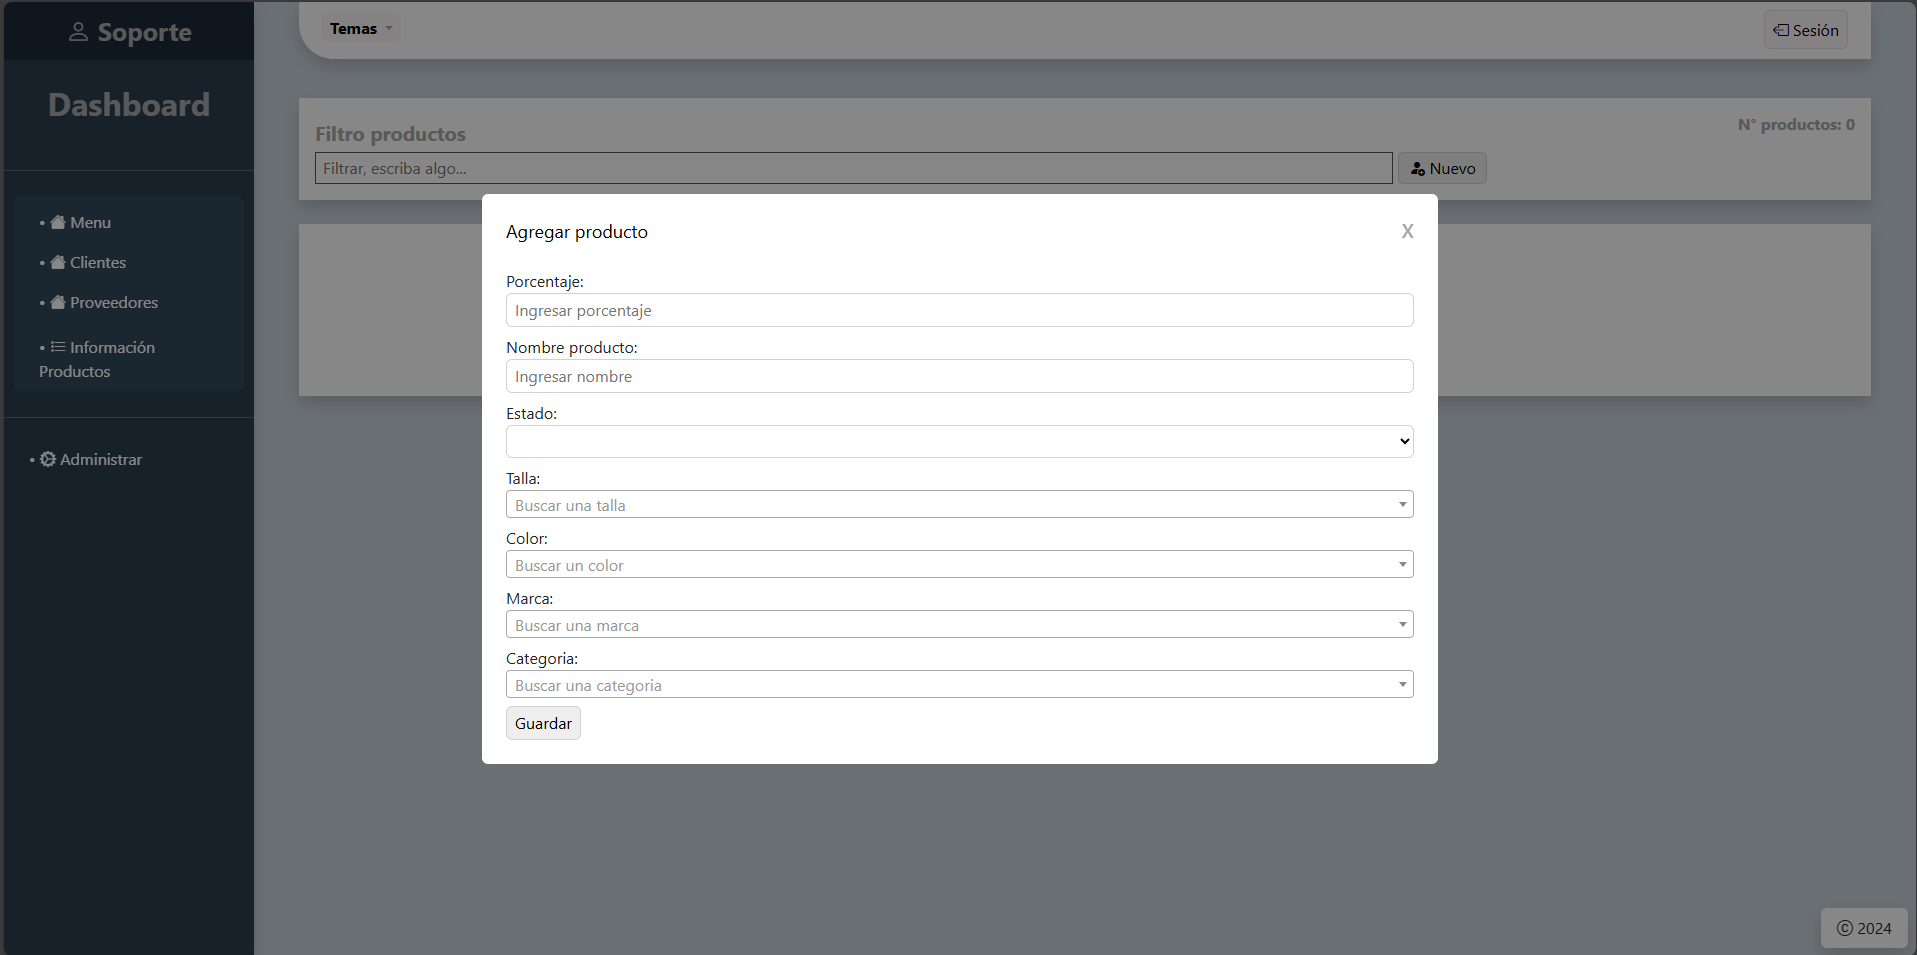 Soporte
Dashboard
• Menu
• Clientes
• Proveedores
• Información
Productos
• Administrar
Temas
Sesión
Filtro productos
N° productos: 0
Filtrar, escriba algo...
Nuevo
Agregar producto
X
Porcentaje:
Ingresar porcentaje
Nombre producto:
Ingresar nombre
Estado:
Talla:
Buscar una talla
Color:
Buscar un color
Marca:
Buscar una marca
Categoria:
Buscar una categoria
Guardar
© 2024